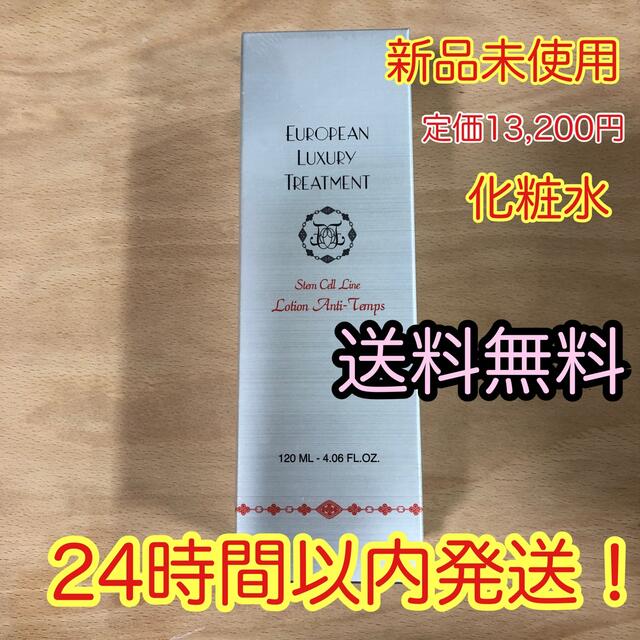 新品未使用
定価13,200円
化粧水
EUROPEAN
LUXURY
TREATMENT
Stem Cell Line
Lotion Anti-Temps
送料無料
120 ML - 4.06 FL.OZ.
24時間以内発送！